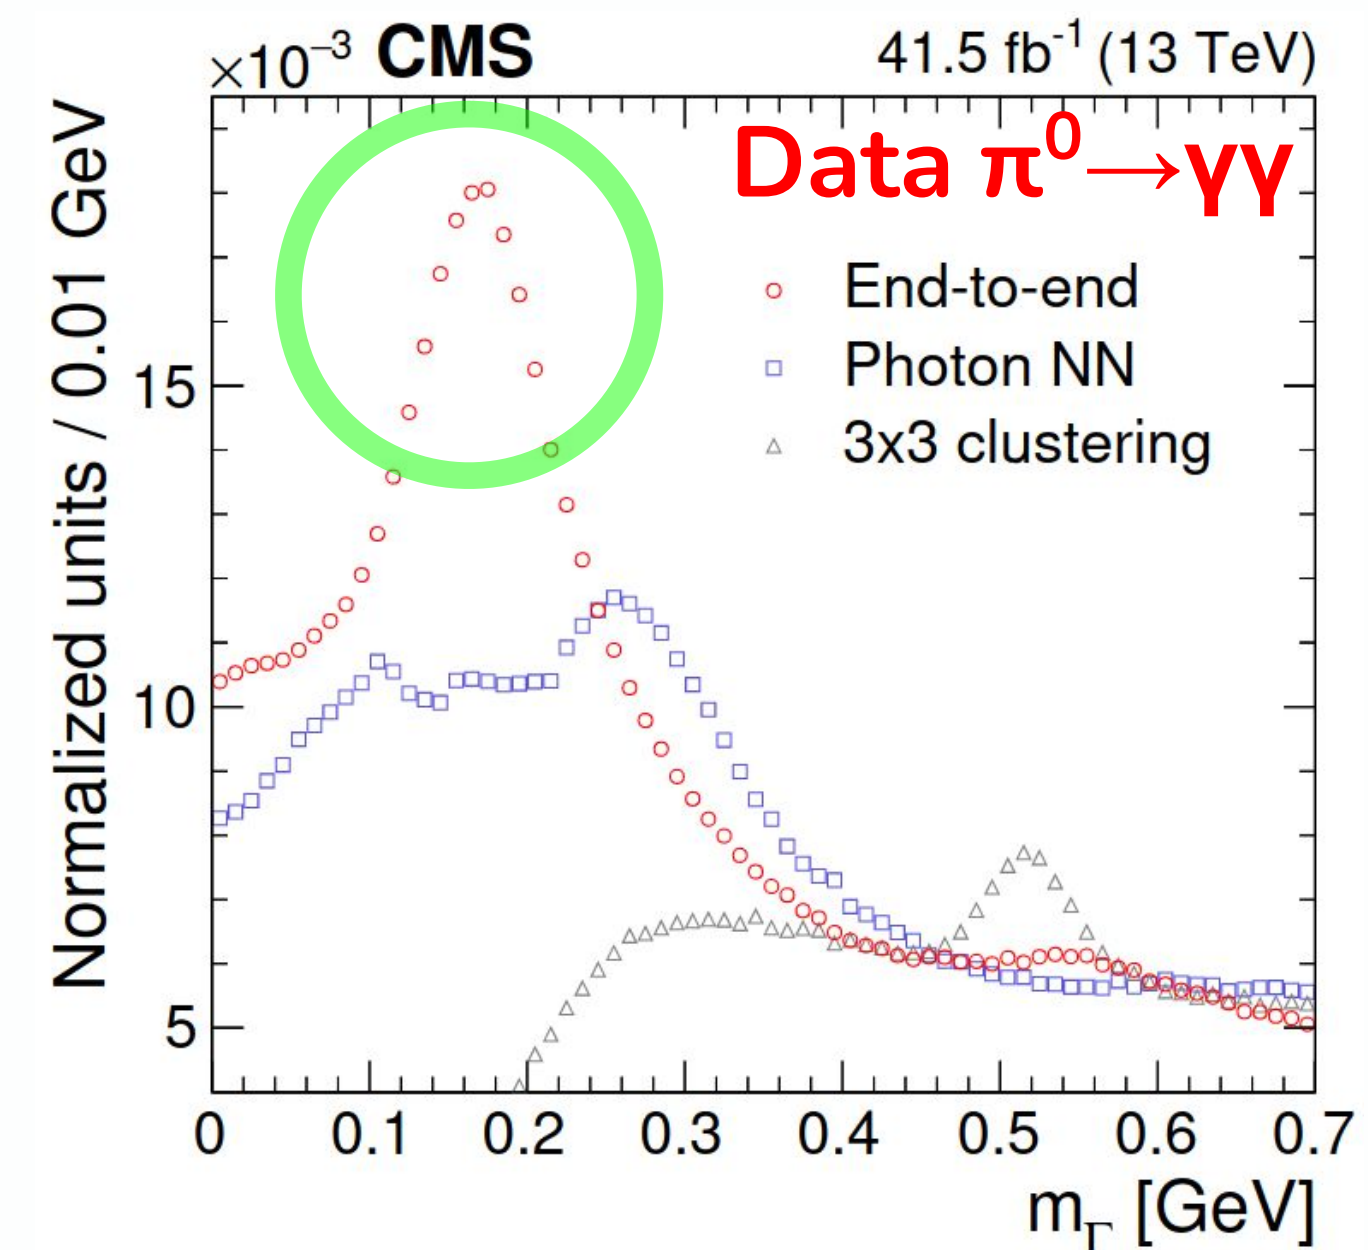 ×10⁻³ CMS 41.5 fb⁻¹ (13 TeV)
Data π⁰→γγ
End-to-end
Photon NN
3x3 clustering
Normalized units / 0.01 GeV
15
10
5
0 0.1 0.2 0.3 0.4 0.5 0.6 0.7
m_Γ [GeV]